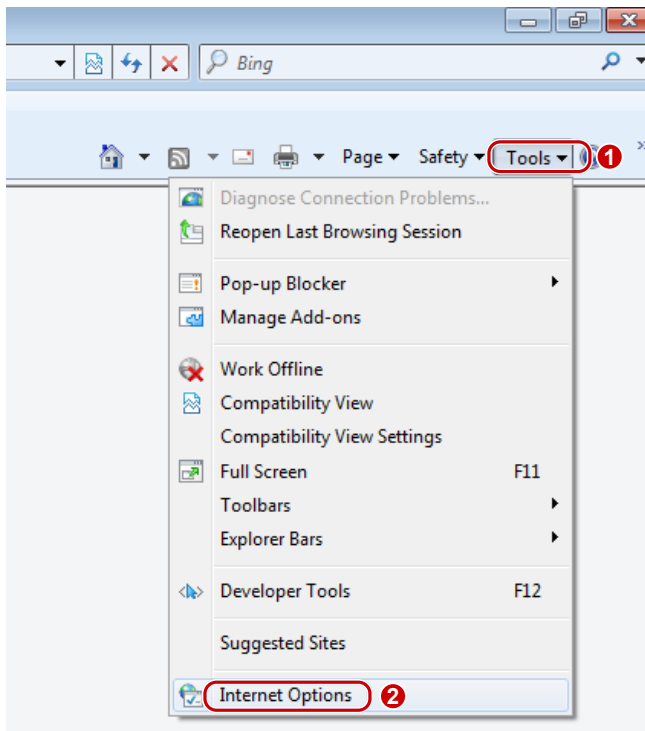 Bing
Page Safety Tools 1
Diagnose Connection Problems...
Reopen Last Browsing Session
Pop-up Blocker
Manage Add-ons
Work Offline
Compatibility View
Compatibility View Settings
Full Screen F11
Toolbars
Explorer Bars
Developer Tools F12
Suggested Sites
Internet Options 2